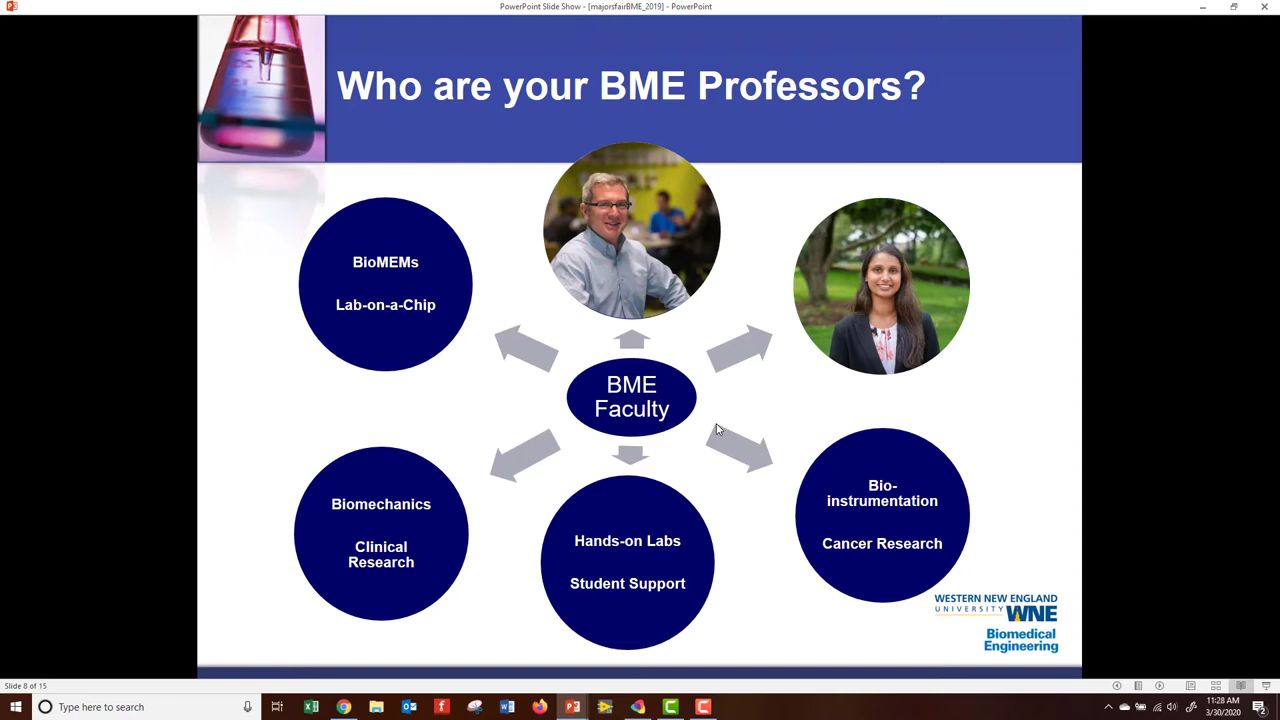 PowerPoint Slide Show - [majorsfairBME_2019] - PowerPoint
Who are your BME Professors?
BioMEMs
Lab-on-a-Chip
BME
Faculty
Biomechanics
Clinical
Research
Hands-on Labs
Student Support
Bio-
instrumentation
Cancer Research
WESTERN NEW ENGLAND
UNIVERSITY WNE
Biomedical
Engineering
Slide 8 of 15
Type here to search
11:28 AM
3/30/2020
2